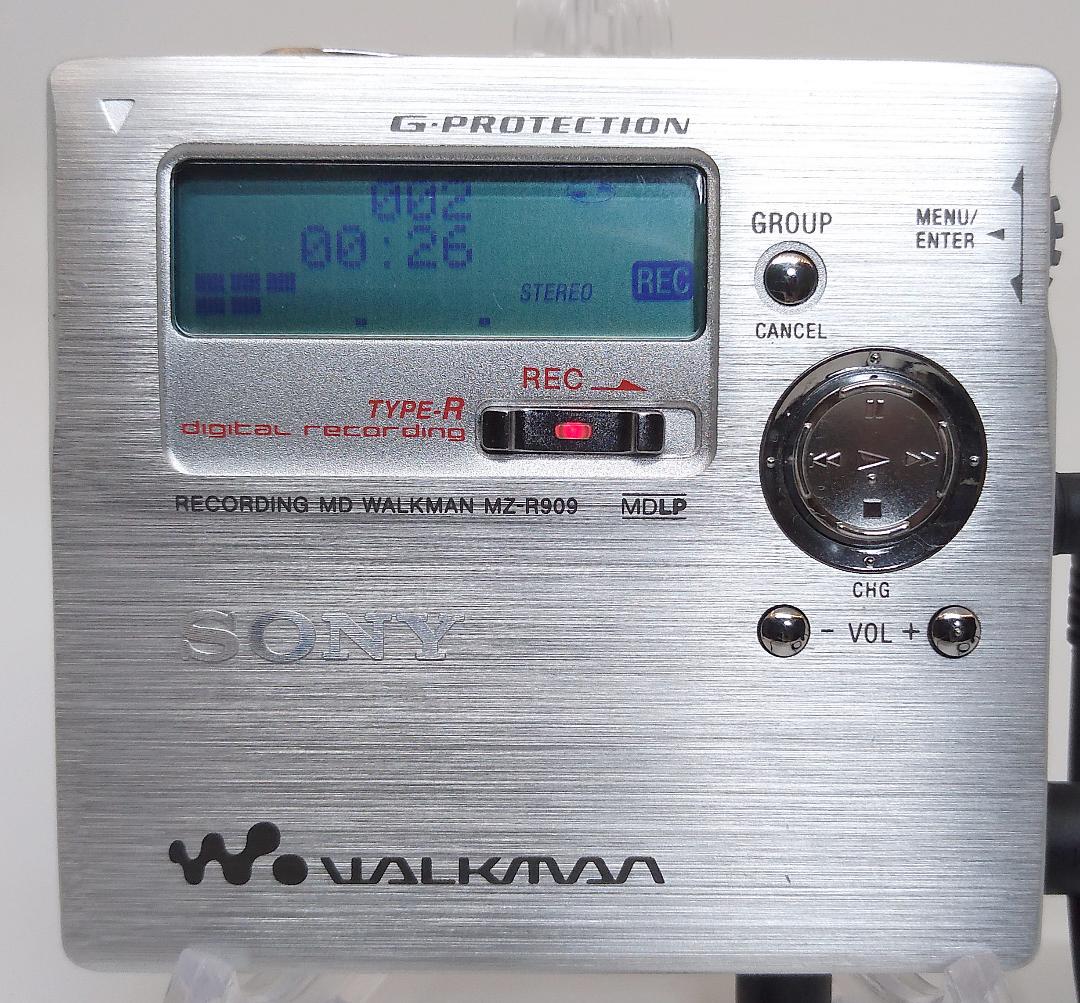 G-PROTECTION
002
00:26
STEREO REC
GROUP
CANCEL
MENU/
ENTER
REC
TYPE-R
digital recording
RECORDING MD WALKMAN MZ-R909 MDLP
CHG
- VOL +
SONY
WALKMAN